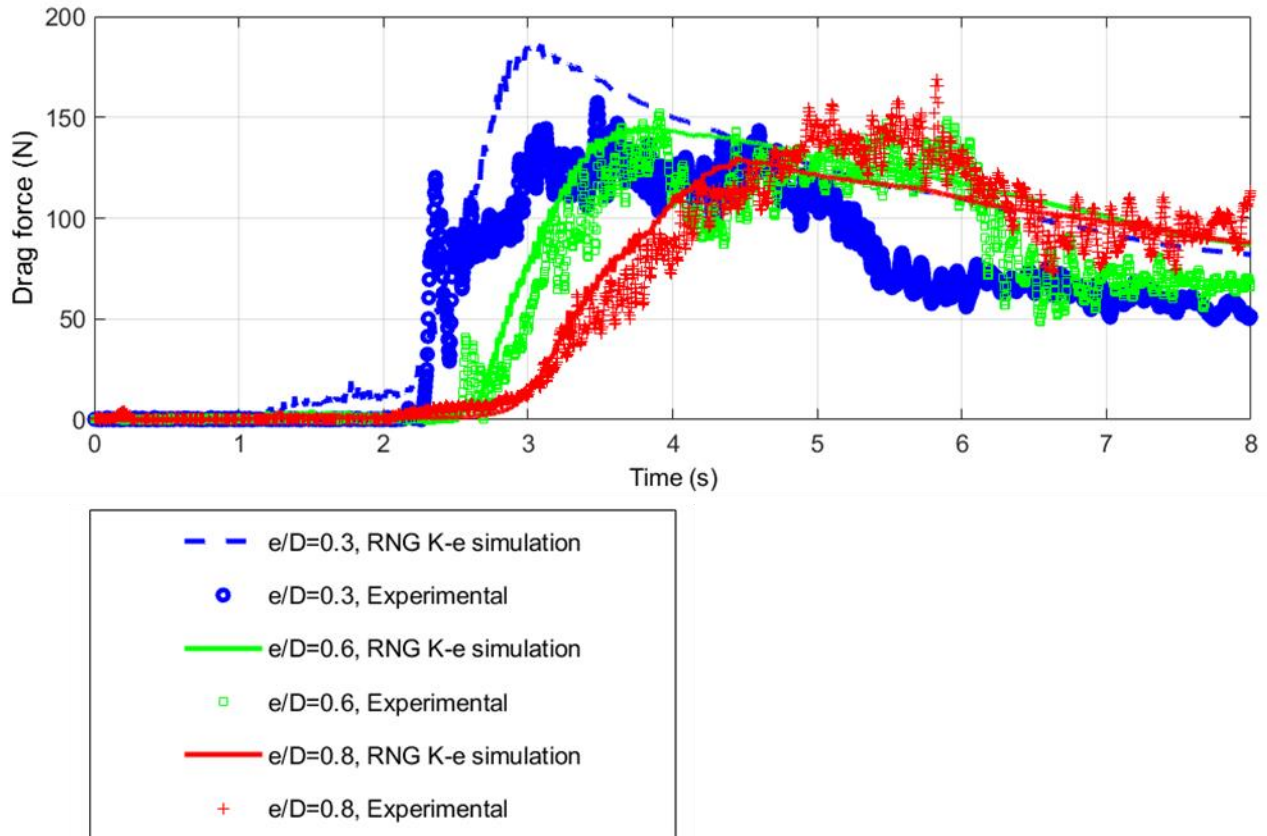 200
150
100
50
0
Drag force (N)
0 1 2 3 4 5 6 7 8
Time (s)
e/D=0.3, RNG K-e simulation
e/D=0.3, Experimental
e/D=0.6, RNG K-e simulation
e/D=0.6, Experimental
e/D=0.8, RNG K-e simulation
e/D=0.8, Experimental